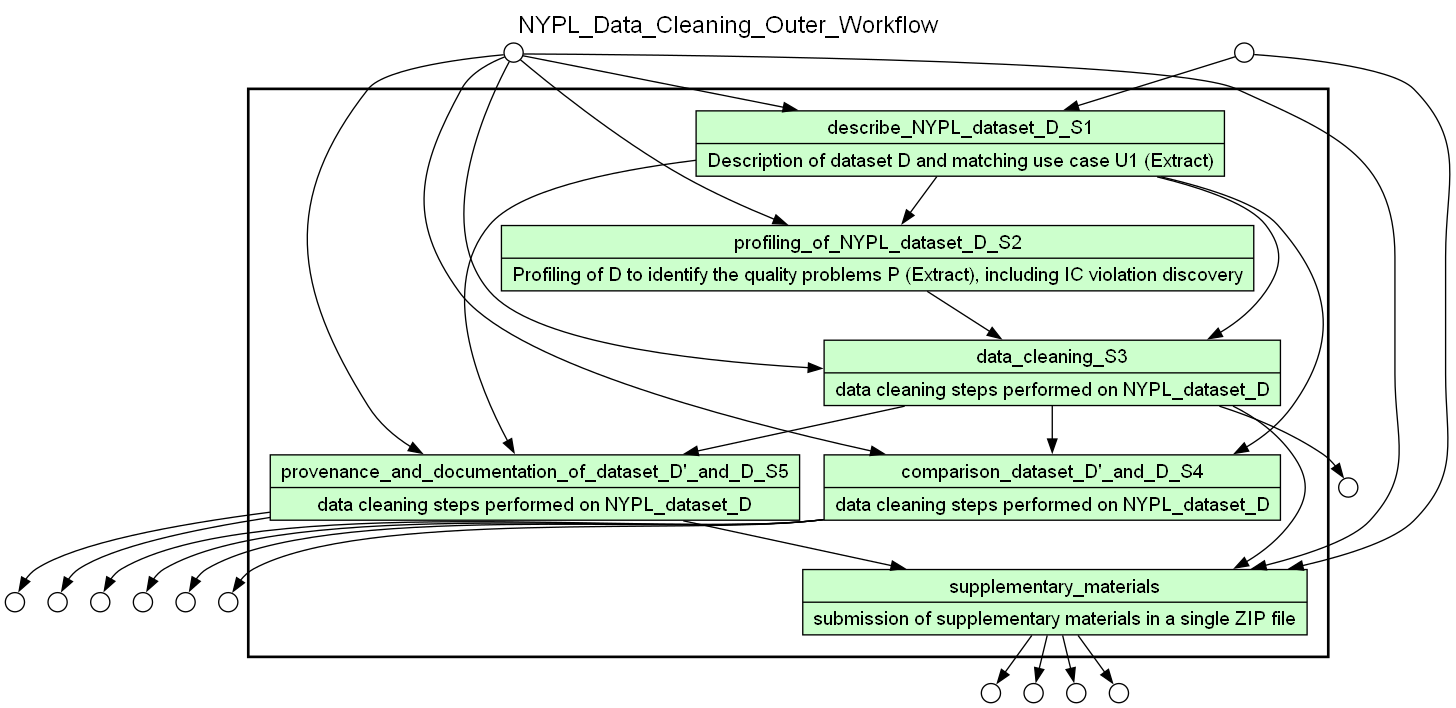 NYPL_Data_Cleaning_Outer_Workflow
describe_NYPL_dataset_D_S1
Description of dataset D and matching use case U1 (Extract)
profiling_of_NYPL_dataset_D_S2
Profiling of D to identify the quality problems P (Extract), including IC violation discovery
data_cleaning_S3
data cleaning steps performed on NYPL_dataset_D
provenance_and_documentation_of_dataset_D'_and_D_S5
data cleaning steps performed on NYPL_dataset_D
comparison_dataset_D'_and_D_S4
data cleaning steps performed on NYPL_dataset_D
supplementary_materials
submission of supplementary materials in a single ZIP file